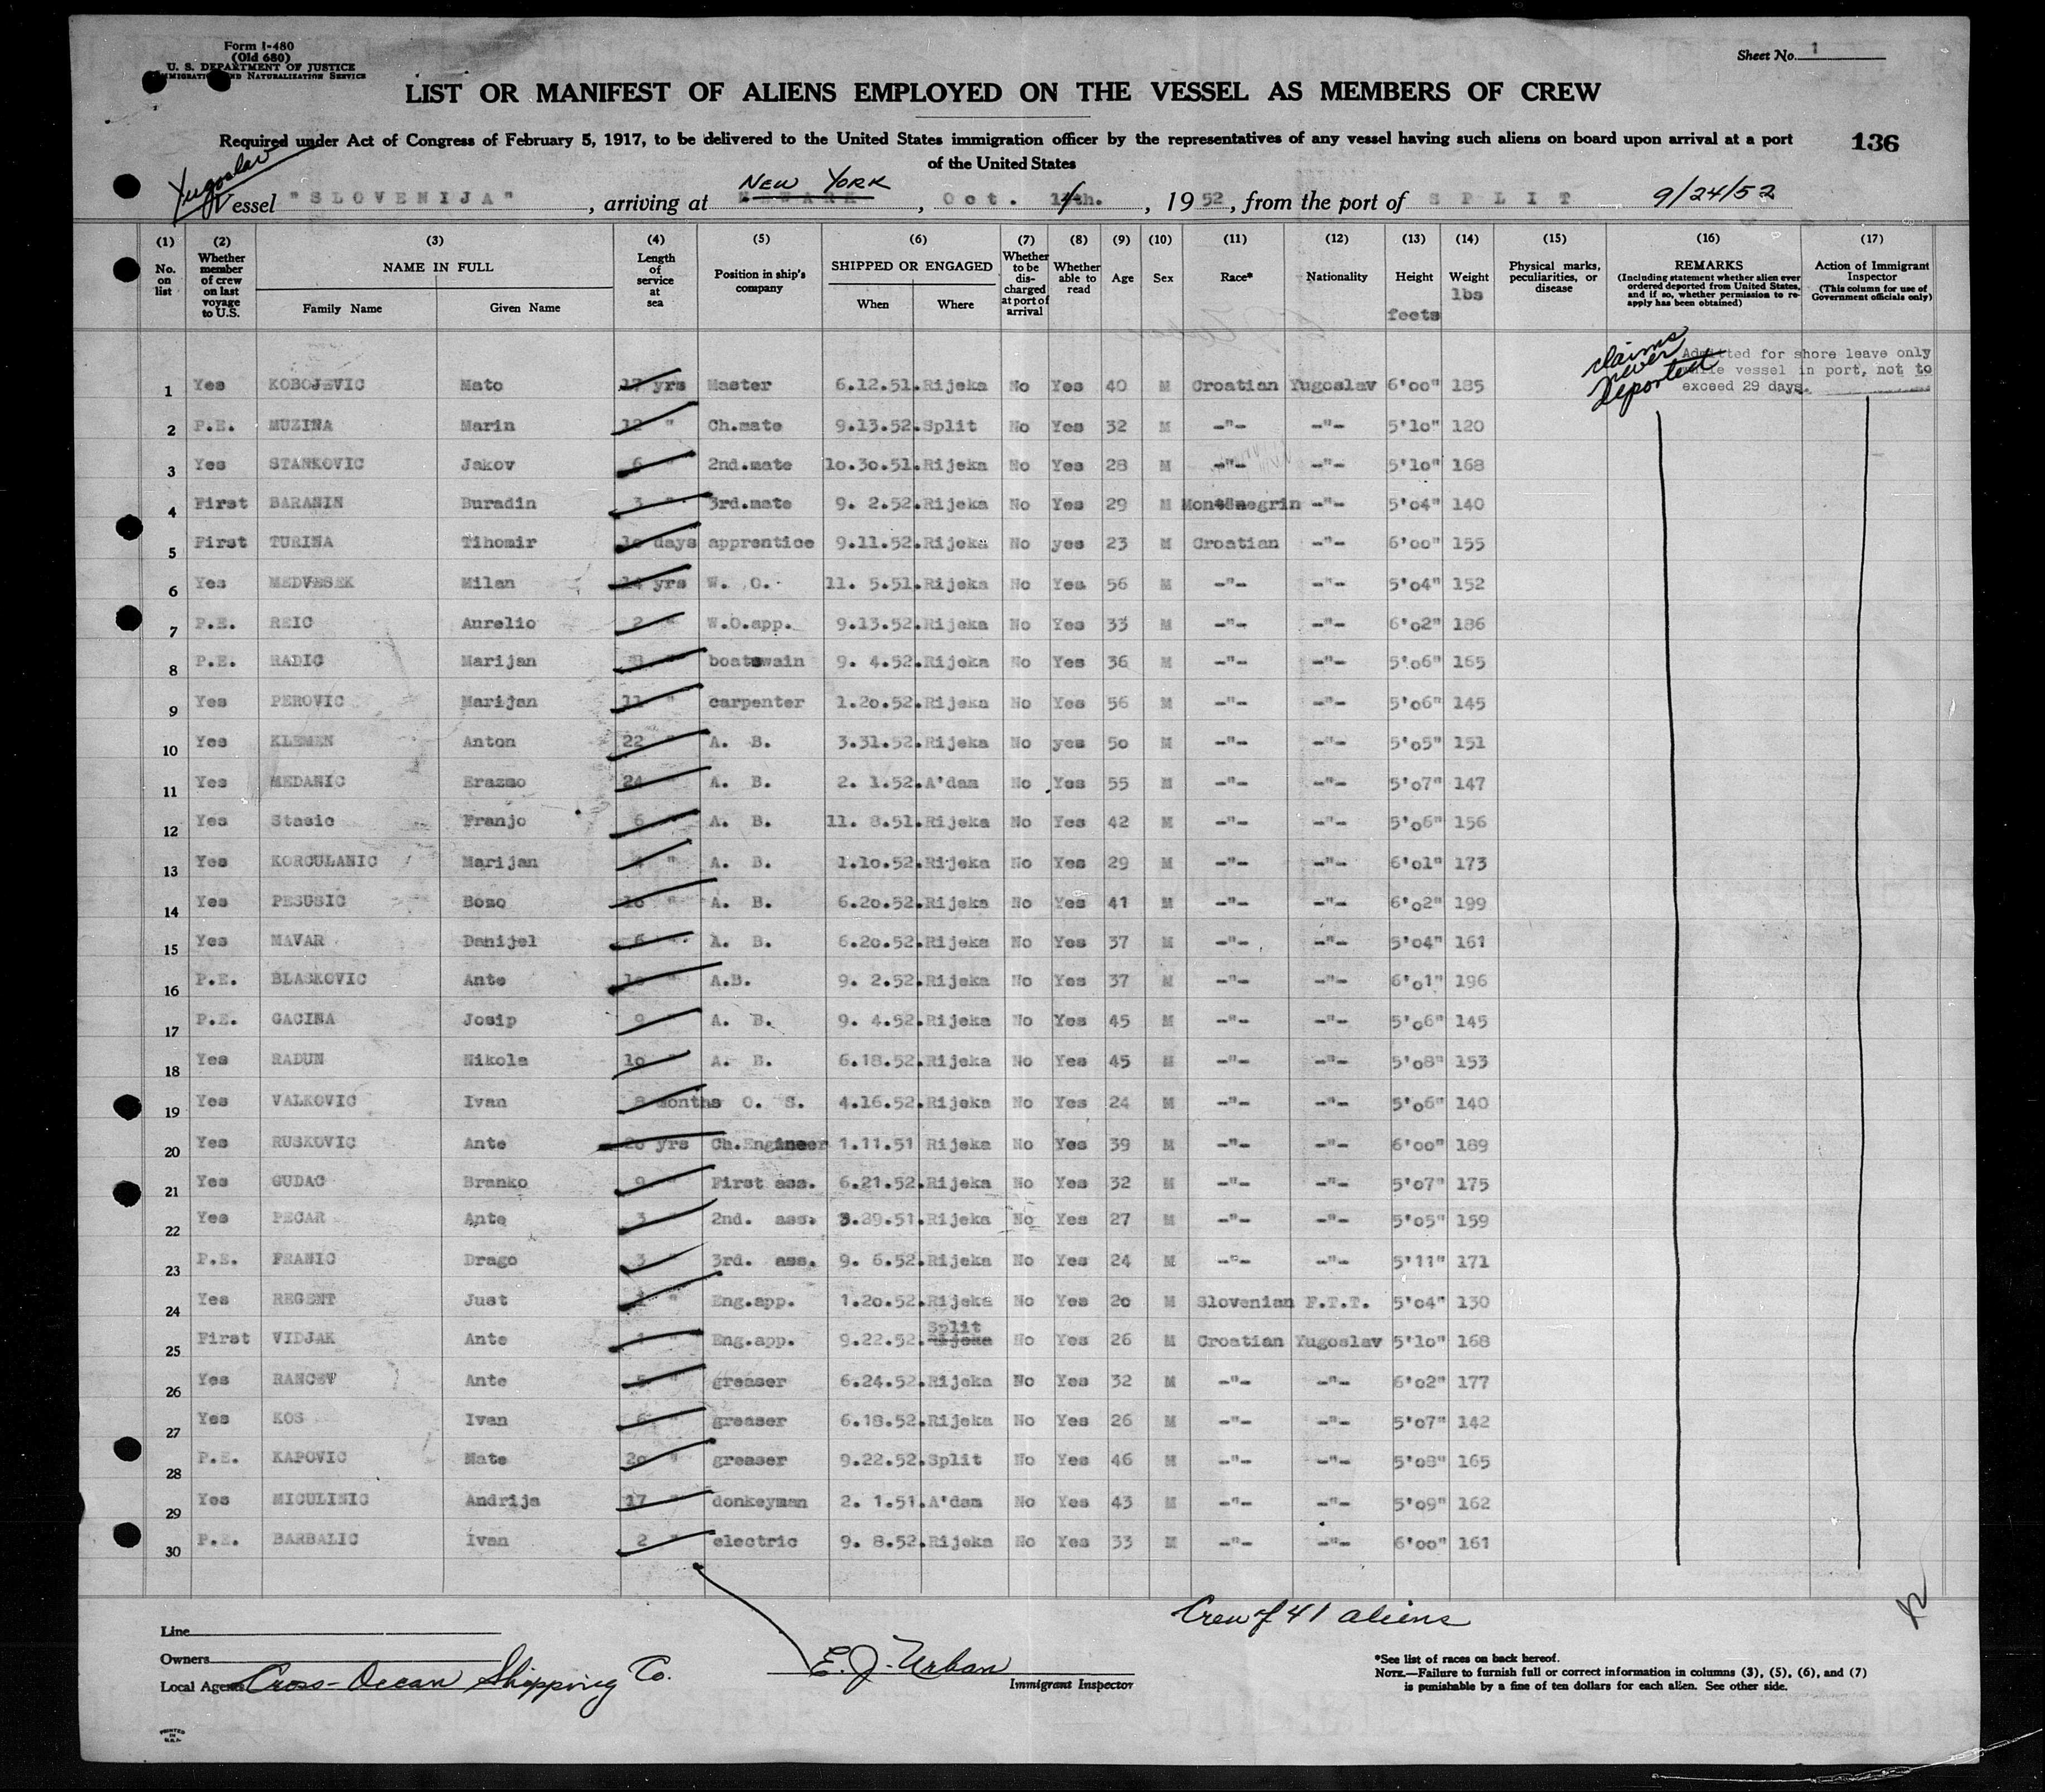 Form I-480
(Old 680)
U. S. DEPARTMENT OF JUSTICE
IMMIGRATION AND NATURALIZATION SERVICE
Sheet No. 1
LIST OR MANIFEST OF ALIENS EMPLOYED ON THE VESSEL AS MEMBERS OF CREW
Required under Act of Congress of February 5, 1917, to be delivered to the United States immigration officer by the representatives of any vessel having such aliens on board upon arrival at a port
of the United States
136
Yugoslav
NEW YORK
Vessel "SLOVENIJA", arriving at NEWARK, Oct. th., 1952, from the port of SPLIT 9/24/52
(1) (2) (3) (4) (5) (6) (7) (8) (9) (10) (11) (12) (13) (14) (15) (16) (17)
No. on list Whether member of crew on last voyage to U.S. NAME IN FULL Family Name Given Name Length of service at sea Position in ship's company SHIPPED OR ENGAGED When Where Whether to be discharged at port of arrival Whether able to read Age Sex Race* Nationality Height feets Weight lbs Physical marks, peculiarities, or disease REMARKS (Including statement whether alien ever ordered deported from United States, and if so, whether permission to re-apply has been obtained) Action of Immigrant Inspector (This column for use of Government officials only)
claims never deported
Admitted for shore leave only
while vessel in port, not to
exceed 29 days.
1 Yes KOBOJEVIC Mato 17 yrs Master 6.12.51. Rijeka No Yes 40 M Croatian Yugoslav 6'00" 185
2 P.E. MUZINA Marin 12 " Ch.mate 9.13.52. Split No Yes 32 M -"- -"- 5'10" 120
3 Yes STANKOVIC Jakov 6 " 2nd.mate 10.30.51. Rijeka No Yes 28 M -"- -"- 5'10" 168
4 First BARANIN Buradin 3 " 3rd.mate 9. 2.52. Rijeka No Yes 29 M Montenegrin -"- 5'04" 140
5 First TURINA Tihomir 10 days apprentice 9.11.52. Rijeka No yes 23 M Croatian -"- 6'00" 155
6 Yes MEDVESEK Milan 14 yrs W. O. 11. 5.51. Rijeka No Yes 56 M -"- -"- 5'04" 152
7 P.E. REIC Aurelio 2 " W.O.app. 9.13.52. Rijeka No Yes 33 M -"- -"- 6'02" 186
8 P.E. RADIC Marijan 8 " boatswain 9. 4.52. Rijeka No Yes 36 M -"- -"- 5'06" 165
9 Yes PEROVIC Marijan 11 " carpenter 1.20.52. Rijeka No Yes 56 M -"- -"- 5'06" 145
10 Yes KLEMEN Anton 22 " A. B. 3.31.52. Rijeka No yes 50 M -"- -"- 5'05" 151
11 Yes MEDANIC Erazmo 24 " A. B. 2. 1.52. A'dam No Yes 55 M -"- -"- 5'07" 147
12 Yes Stasic Franjo 6 " A. B. 11. 8.51. Rijeka No Yes 42 M -"- -"- 5'06" 156
13 Yes KORCULANIC Marijan 4 " A. B. 1.10.52. Rijeka No Yes 29 M -"- -"- 6'01" 173
14 Yes PESUSIC Bozo 10 " A. B. 6.20.52. Rijeka No Yes 41 M -"- -"- 6'02" 199
15 Yes MAVAR Danijel 6 " A. B. 6.20.52. Rijeka No Yes 37 M -"- -"- 5'04" 161
16 P.E. BLASKOVIC Ante 10 " A.B. 9. 2.52. Rijeka No Yes 37 M -"- -"- 6'01" 196
17 P.E. GACINA Josip 9 " A. B. 9. 4.52. Rijeka No Yes 45 M -"- -"- 5'06" 145
18 Yes RADUN Nikola 10 " A. B. 6.18.52. Rijeka No Yes 45 M -"- -"- 5'08" 153
19 Yes VALKOVIC Ivan 8 months O. S. 4.16.52. Rijeka No Yes 24 M -"- -"- 5'06" 140
20 Yes RUSKOVIC Ante 20 yrs Ch.Engineer 1.11.51 Rijeka No Yes 39 M -"- -"- 6'00" 189
21 Yes GUDAC Branko 9 " First ass. 6.21.52. Rijeka No Yes 32 M -"- -"- 5'07" 175
22 Yes PECAR Ante 3 " 2nd. ass. 3.29.51. Rijeka No Yes 27 M -"- -"- 5'05" 159
23 P.E. FRANIC Drago 3 " 3rd. ass. 9. 6.52. Rijeka No Yes 24 M -"- -"- 5'11" 171
24 Yes REGENT Just 1 " Eng.app. 1.20.52. Rijeka No Yes 20 M Slovenian F.T.T. 5'04" 130
25 First VIDJAK Ante 1 " Eng.app. 9.22.52. Split Rijeka No Yes 26 M Croatian Yugoslav 5'10" 168
26 Yes RANCEV Ante 5 " greaser 6.24.52. Rijeka No Yes 32 M -"- -"- 6'02" 177
27 Yes KOS Ivan 6 " greaser 6.18.52. Rijeka No Yes 26 M -"- -"- 5'07" 142
28 P.E. KAPOVIC Mate 20 " greaser 9.22.52. Split No Yes 46 M -"- -"- 5'08" 165
29 Yes MICULINIC Andrija 17 " donkeyman 2. 1.51. A'dam No Yes 43 M -"- -"- 5'09" 162
30 P.E. BARBALIC Ivan 2 " electric 9. 8.52. Rijeka No Yes 33 M -"- -"- 6'00" 161
Crew of 41 aliens
Line
Owners
Local Agents Cross-Ocean Shipping Co.
E. J. Urban
Immigrant Inspector
*See list of races on back hereof.
NOTE.—Failure to furnish full or correct information in columns (3), (5), (6), and (7)
is punishable by a fine of ten dollars for each alien. See other side.
PRINTED
IN
U.S.A.